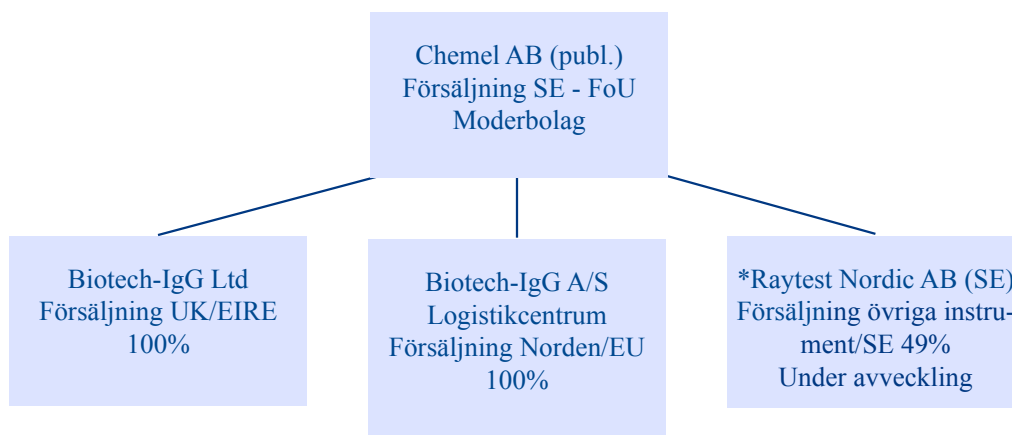 Chemel AB (publ.)
Försäljning SE - FoU
Moderbolag
Biotech-IgG Ltd
Försäljning UK/EIRE
100%
Biotech-IgG A/S
Logistikcentrum
Försäljning Norden/EU
100%
*Raytest Nordic AB (SE)
Försäljning övriga instru-
ment/SE 49%
Under avveckling